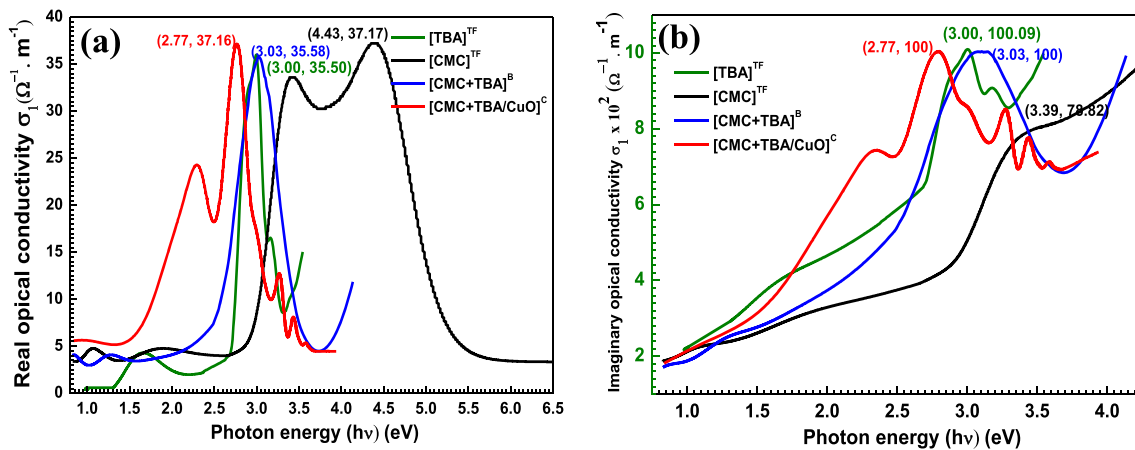 (a)
(2.77, 37.16)
(3.03, 35.58)
(3.00, 35.50)
(4.43, 37.17)
[TBA]TF
[CMC]TF
[CMC+TBA]B
[CMC+TBA/CuO]C
Real opical conductivity σ1(Ω-1. m-1)
40
35
30
25
20
15
10
5
0
1.0 1.5 2.0 2.5 3.0 3.5 4.0 4.5 5.0 5.5 6.0 6.5
Photon energy (hν) (eV)
(b)
(2.77, 100)
(3.00, 100.09)
(3.03, 100)
(3.39, 78.82)
[TBA]TF
[CMC]TF
[CMC+TBA]B
[CMC+TBA/CuO]C
Imaginary opical conductivity σ1 x 102 (Ω-1. m-1)
10
8
6
4
2
1.0 1.5 2.0 2.5 3.0 3.5 4.0
Photon energy (hν) (eV)